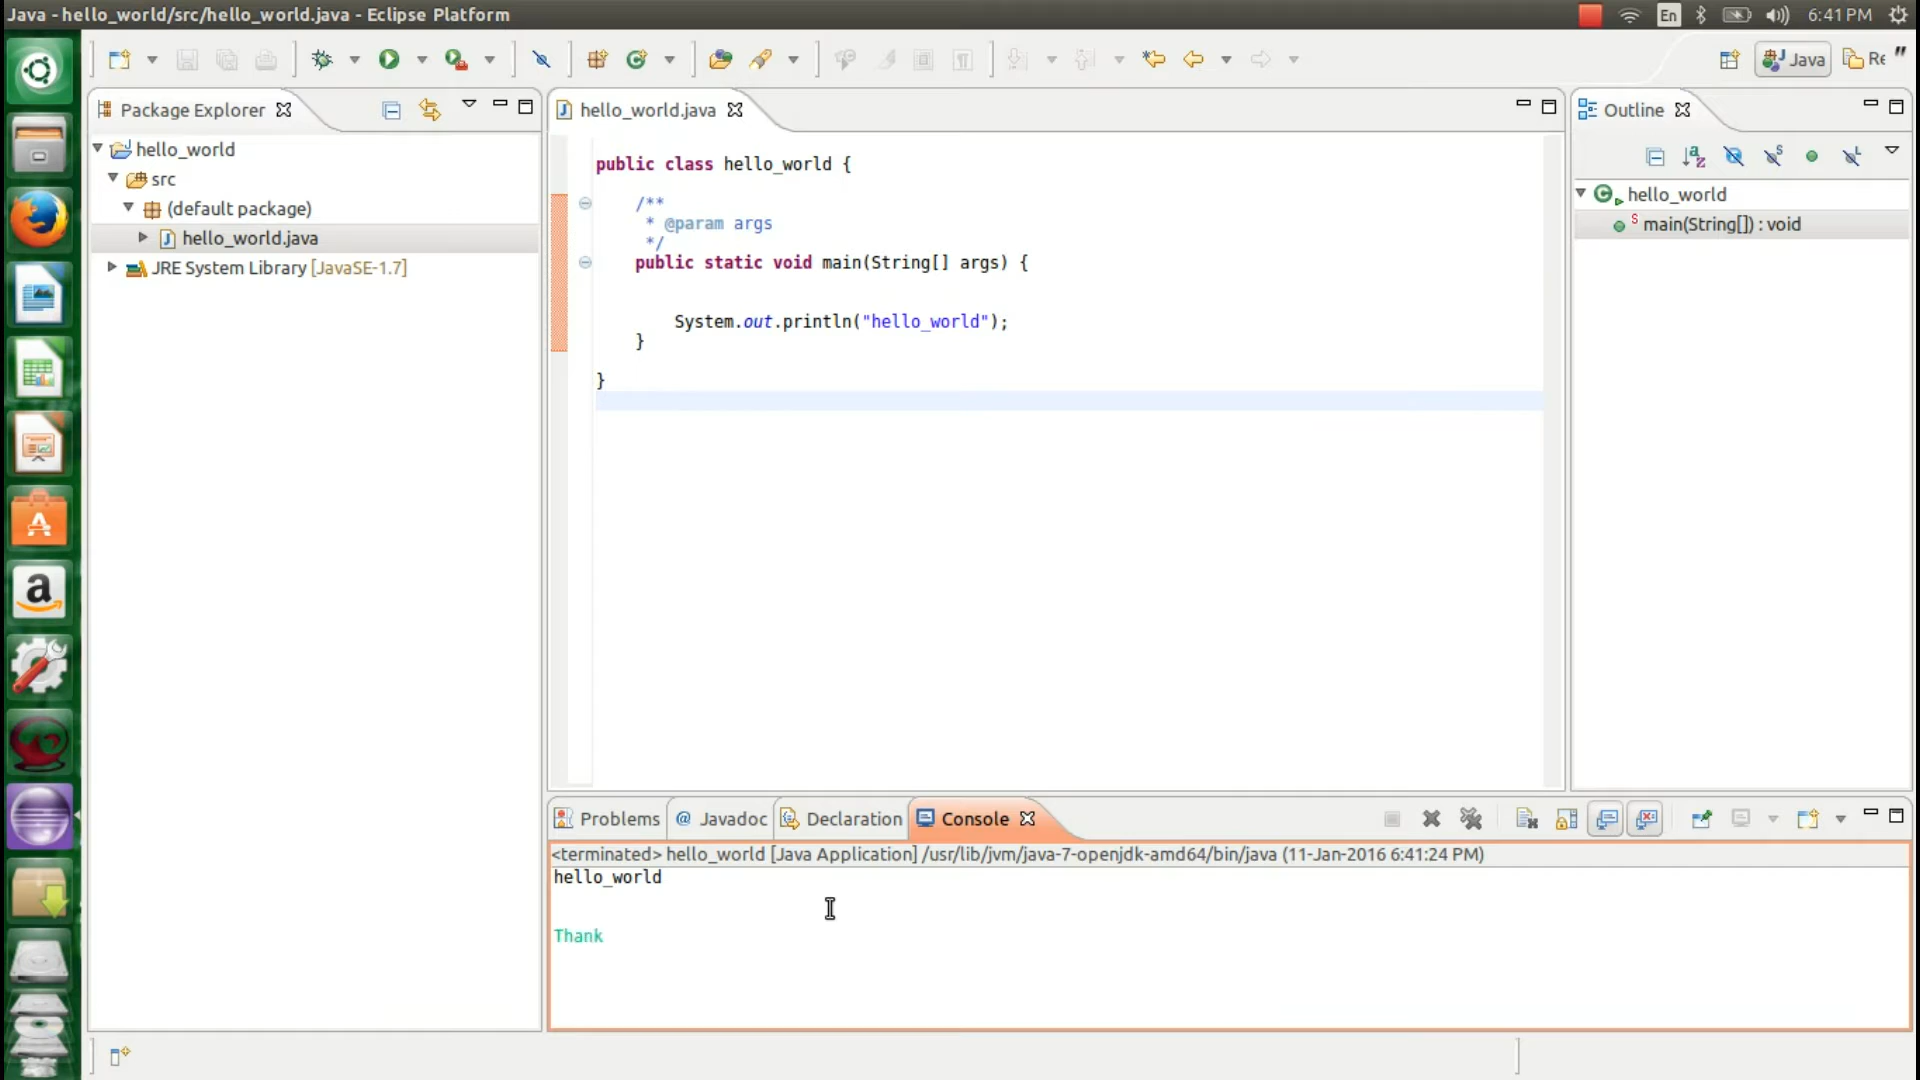 Java - hello_world/src/hello_world.java - Eclipse Platform
En
6:41 PM
Java
Re
Package Explorer
hello_world
src
(default package)
hello_world.java
JRE System Library [JavaSE-1.7]
hello_world.java
public class hello_world {
/**
* @param args
*/
public static void main(String[] args) {
System.out.println("hello_world");
}
}
Outline
hello_world
main(String[]) : void
Problems
Javadoc
Declaration
Console
<terminated> hello_world [Java Application] /usr/lib/jvm/java-7-openjdk-amd64/bin/java (11-Jan-2016 6:41:24 PM)
hello_world
Thank